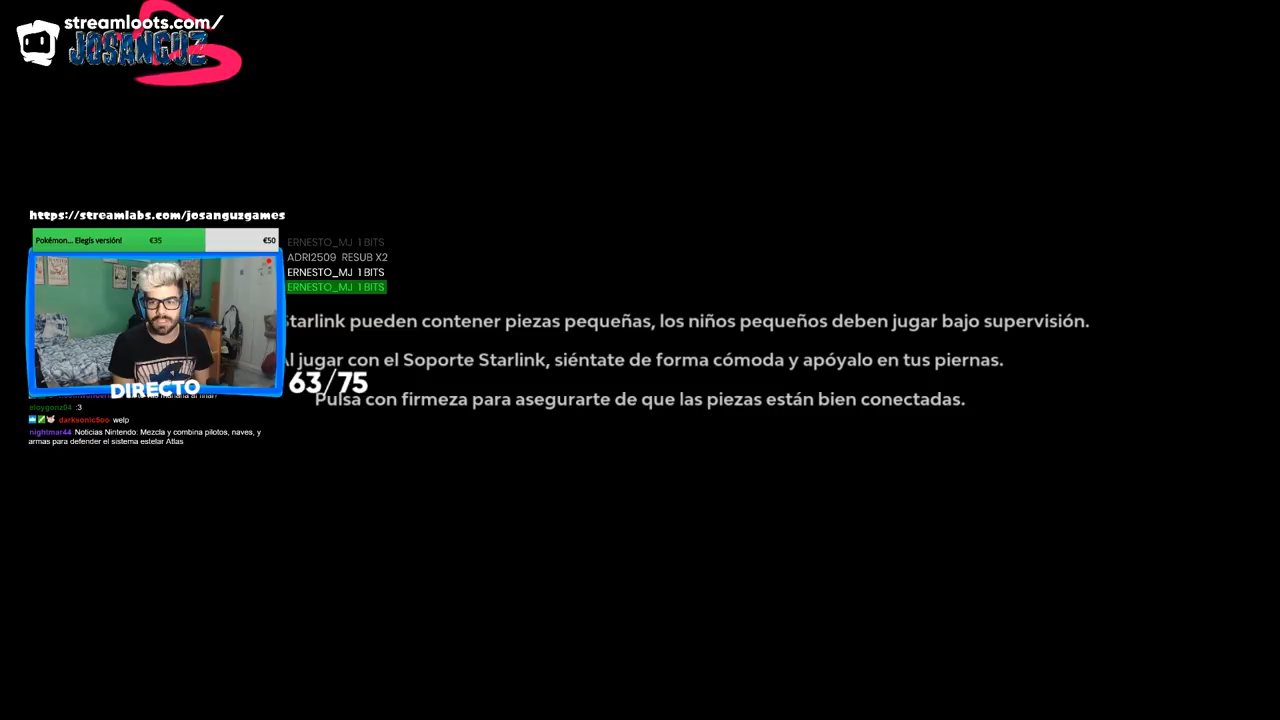 streamloots.com/
JOSANGUZ
https://streamlabs.com/josanguzgames
Pokémon... Elegís versión! €35 €50
ERNESTO_MJ 1 BITS
ADRI2509 RESUB X2
ERNESTO_MJ 1 BITS
ERNESTO_MJ 1 BITS
Starlink pueden contener piezas pequeñas, los niños pequeños deben jugar bajo supervisión.
Al jugar con el Soporte Starlink, siéntate de forma cómoda y apóyalo en tus piernas.
63/75
Pulsa con firmeza para asegurarte de que las piezas están bien conectadas.
DIRECTO
mañana al final?
eloygonz04 :3
welp
nightmar44 Noticias Nintendo: Mezcla y combina pilotos, naves, y
armas para defender el sistema estelar Atlas